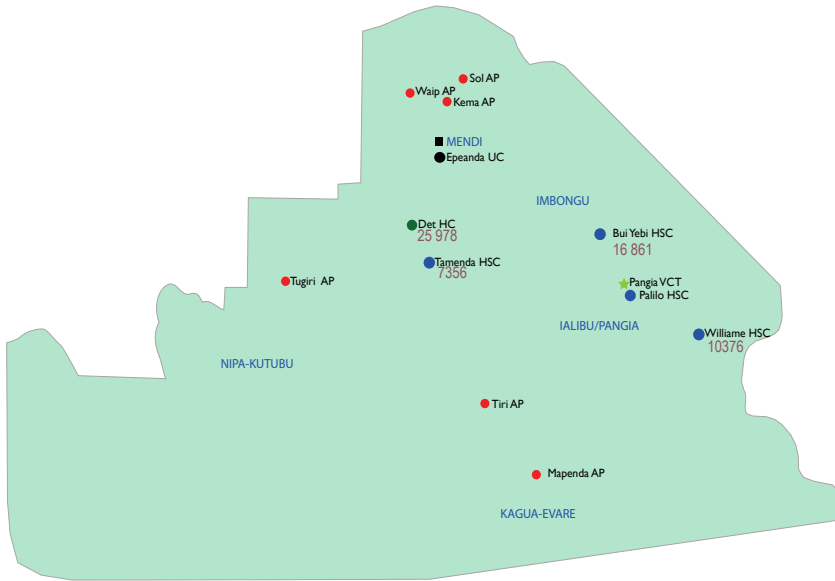 Sol AP
Waip AP
Kema AP
MENDI
Epeanda UC
IMBONGU
Det HC
25 978
Bui Yebi HSC
16 861
Tamenda HSC
7356
Tugiri AP
Pangia VCT
Palilo HSC
IALIBU/PANGIA
Williame HSC
10376
NIPA-KUTUBU
Tiri AP
Mapenda AP
KAGUA-EVARE